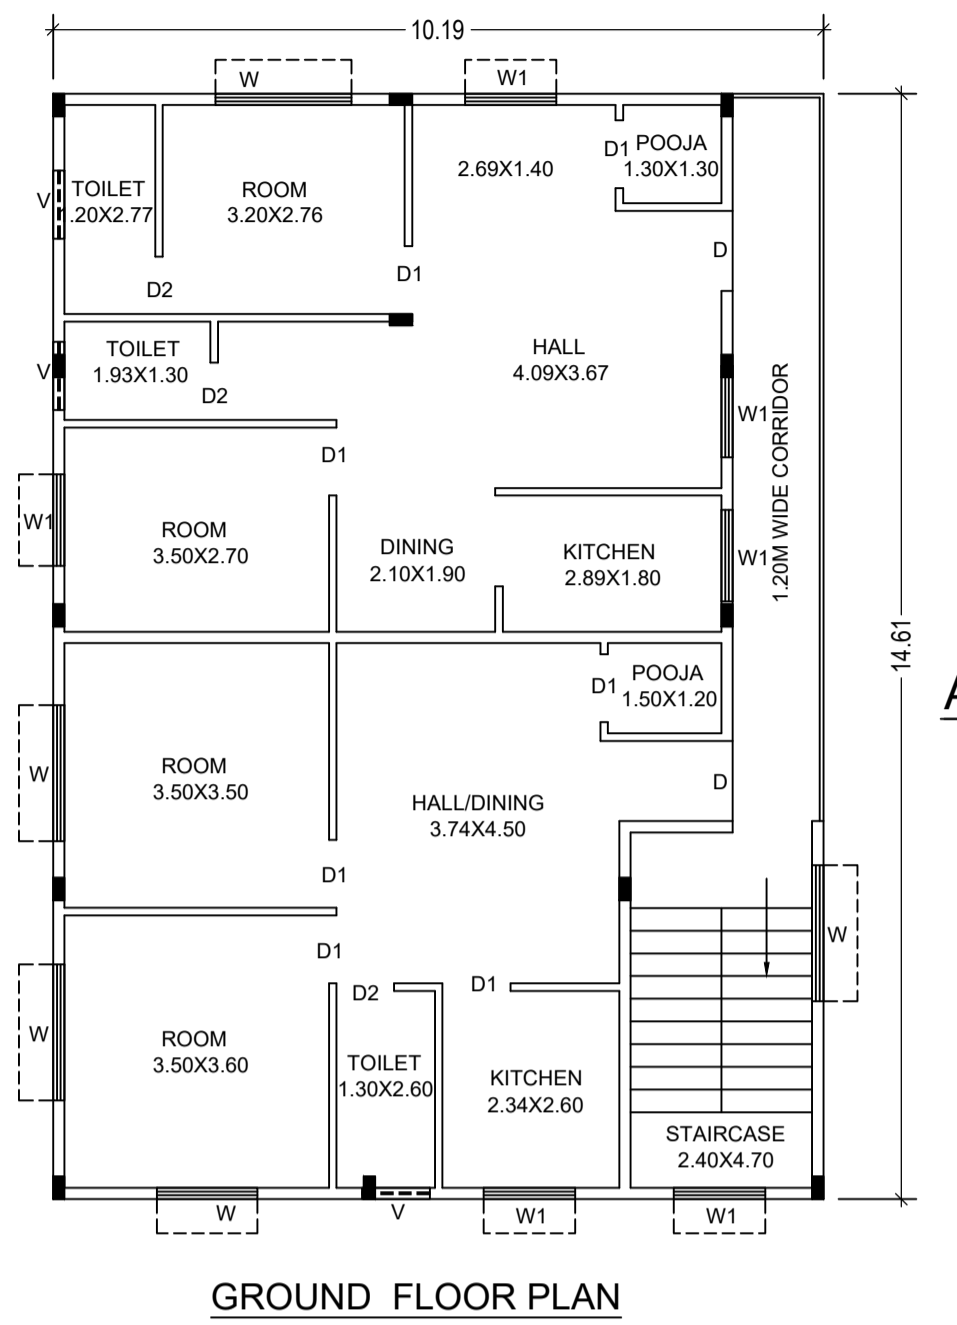 10.19
W
W1
D1
POOJA
1.30X1.30
2.69X1.40
V
TOILET
.20X2.77
ROOM
3.20X2.76
D
D1
D2
HALL
4.09X3.67
TOILET
1.93X1.30
V
D2
W1
1.20M WIDE CORRIDOR
D1
W1
ROOM
3.50X2.70
DINING
2.10X1.90
KITCHEN
2.89X1.80
W1
14.61
POOJA
1.50X1.20
D1
A
W
ROOM
3.50X3.50
D
HALL/DINING
3.74X4.50
D1
W
D1
D2
D1
W
ROOM
3.50X3.60
TOILET
1.30X2.60
KITCHEN
2.34X2.60
STAIRCASE
2.40X4.70
W
V
W1
W1
GROUND FLOOR PLAN